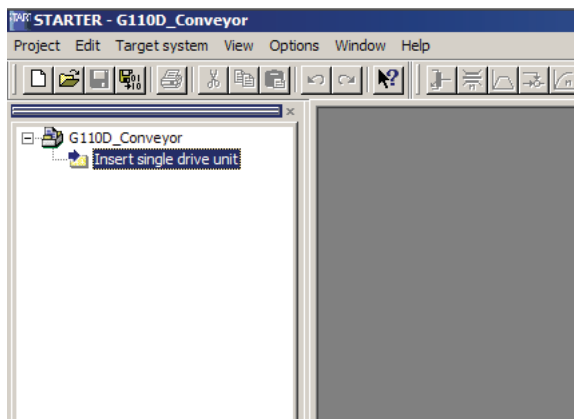 STARTER - G110D_Conveyor
Project Edit Target system View Options Window Help
G110D_Conveyor
Insert single drive unit